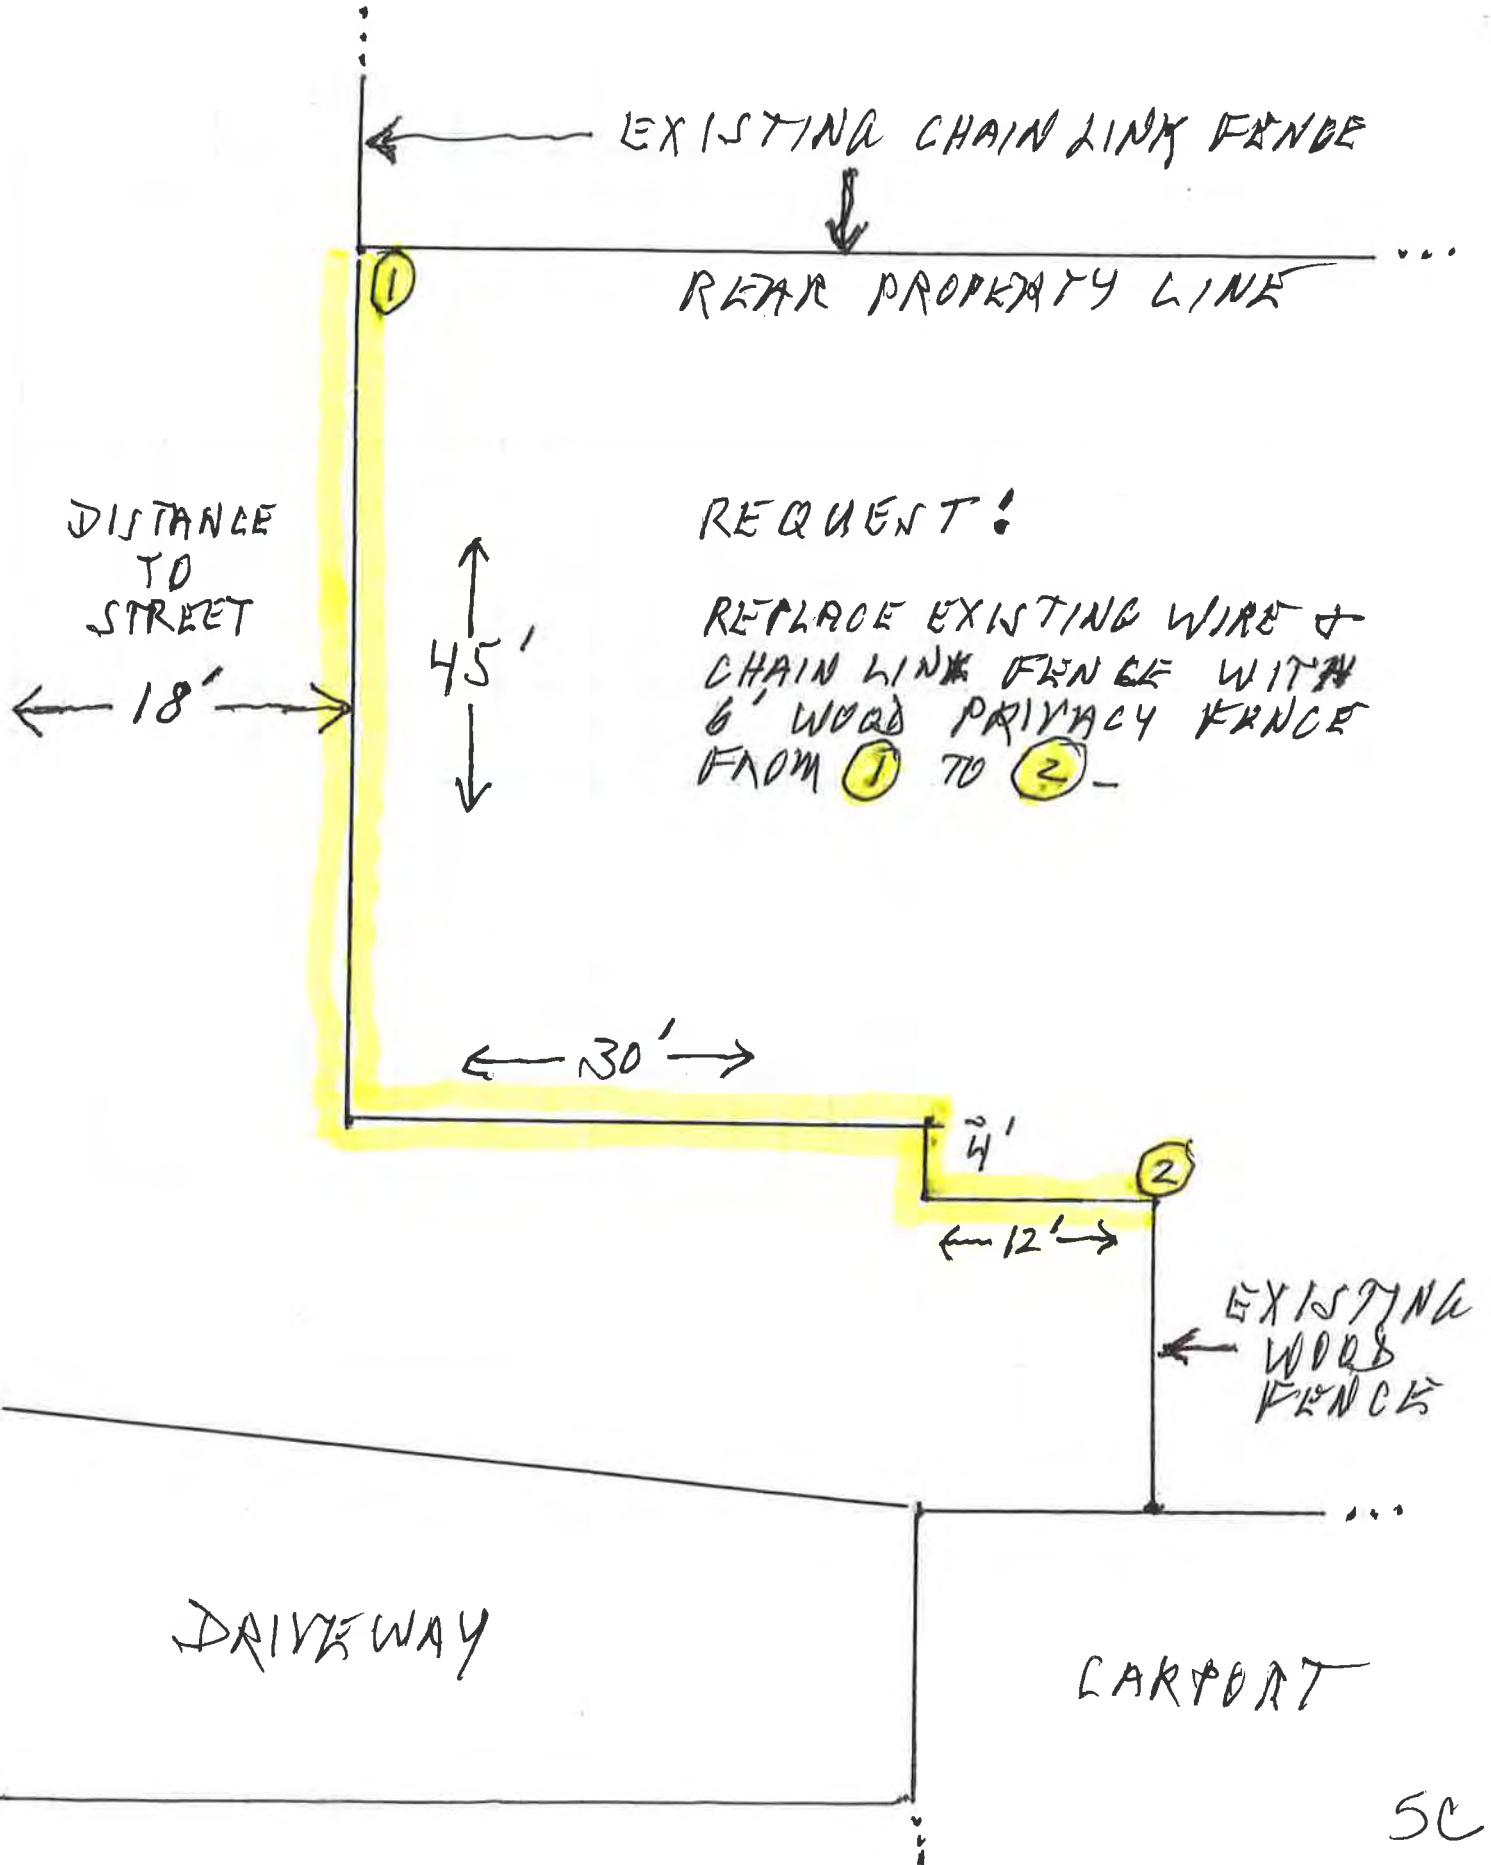 EXISTING CHAIN LINK FENCE
REAR PROPERTY LINE
1
DISTANCE
TO
STREET
18'
45'
REQUEST:
REPLACE EXISTING WIRE &
CHAIN LINK FENCE WITH
6' WOOD PRIVACY FENCE
FROM 1 TO 2-
30'
~4'
2
12'
EXISTING
WOOD
FENCE
DRIVEWAY
CARPORT
5C